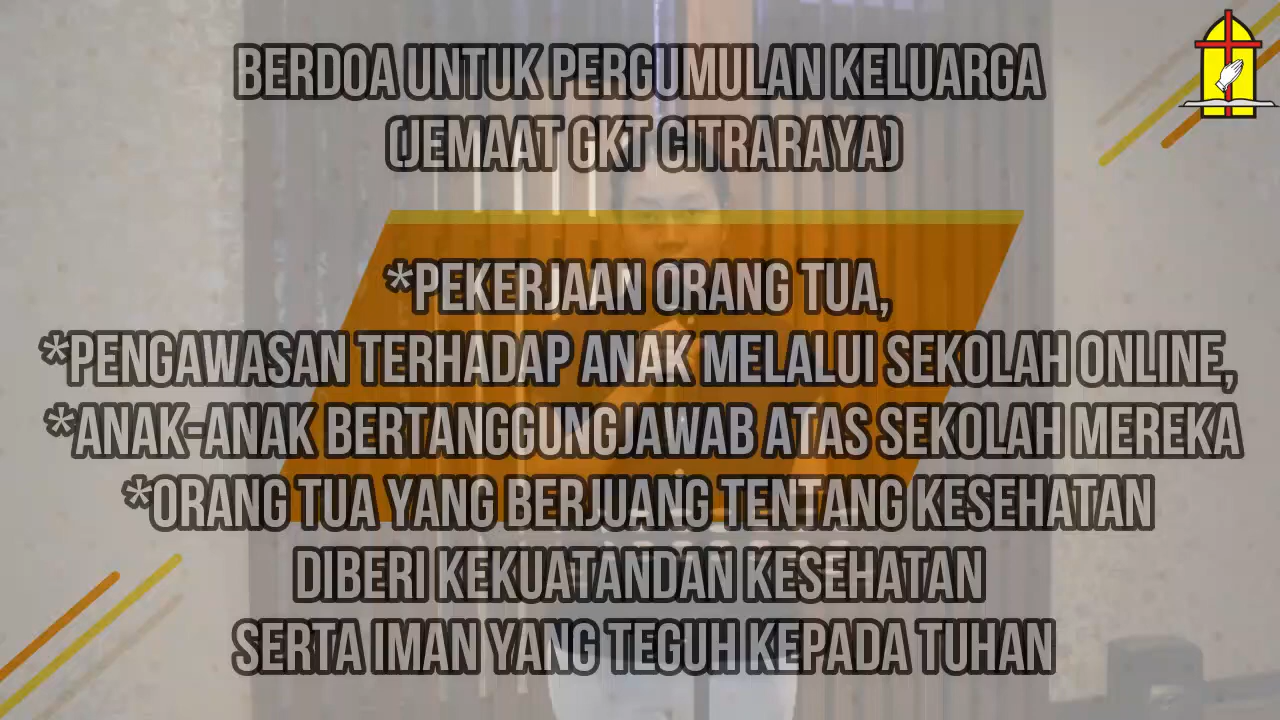 BERDOA UNTUK PERGUMULAN KELUARGA
(JEMAAT GKT CITRARAYA)
*PEKERJAAN ORANG TUA,
*PENGAWASAN TERHADAP ANAK MELALUI SEKOLAH ONLINE,
*ANAK-ANAK BERTANGGUNGJAWAB ATAS SEKOLAH MEREKA
*ORANG TUA YANG BERJUANG TENTANG KESEHATAN
DIBERI KEKUATANDAN KESEHATAN
SERTA IMAN YANG TEGUH KEPADA TUHAN